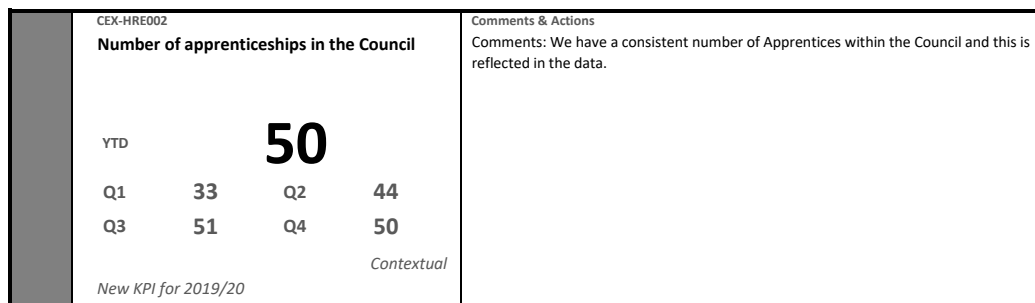 CEX-HRE002
Number of apprenticeships in the Council
YTD 50
Q1 33 Q2 44
Q3 51 Q4 50
Contextual
New KPI for 2019/20
Comments & Actions
Comments: We have a consistent number of Apprentices within the Council and this is
reflected in the data.